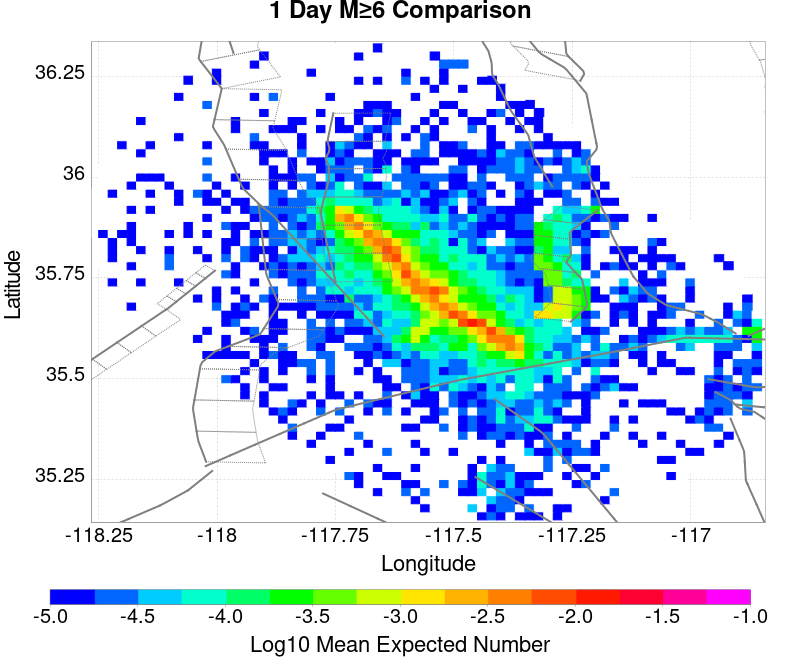 1 Day M≥6 Comparison
36.25
36
35.75
35.5
35.25
Latitude
-118.25 -118 -117.75 -117.5 -117.25 -117
Longitude
-5.0 -4.5 -4.0 -3.5 -3.0 -2.5 -2.0 -1.5 -1.0
Log10 Mean Expected Number